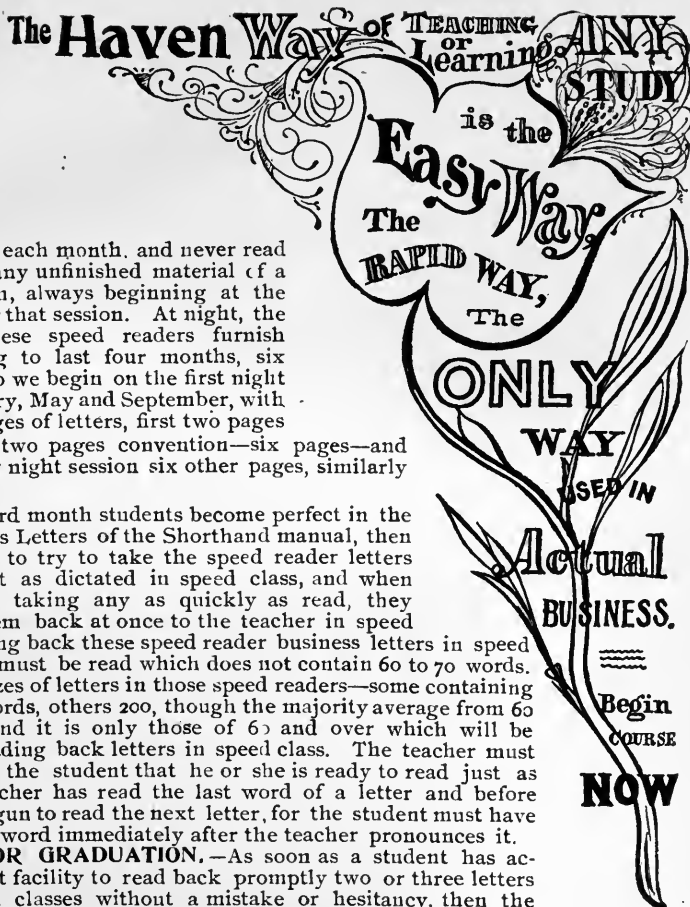 The Haven Way OF TEACHING
or
Learning ANY
STUDY
is the
Easy Way,
The
RAPID WAY,
The
ONLY
WAY
USED IN
Actual
BUSINESS.
Begin
COURSE
NOW
each month. and never read
any unfinished material of a
always beginning at the
that session. At night, the
ese speed readers furnish
g to last four months, six
o we begin on the first night
ry, May and September, with
ges of letters, first two pages
two pages convention—six pages—and
night session six other pages, similarly
rd month students become perfect in the
s Letters of the Shorthand manual, then
to try to take the speed reader letters
t as dictated in speed class, and when
taking any as quickly as read, they
em back at once to the teacher in speed
ng back these speed reader business letters in speed
must be read which does not contain 60 to 70 words.
zes of letters in those speed readers—some containing
ords, others 200, though the majority average from 60
nd it is only those of 60 and over which will be
ding back letters in speed class. The teacher must
the student that he or she is ready to read just as
cher has read the last word of a letter and before
gun to read the next letter, for the student must have
word immediately after the teacher pronounces it.
OR GRADUATION.—As soon as a student has ac-
t facility to read back promptly two or three letters
classes without a mistake or hesitancy, then the